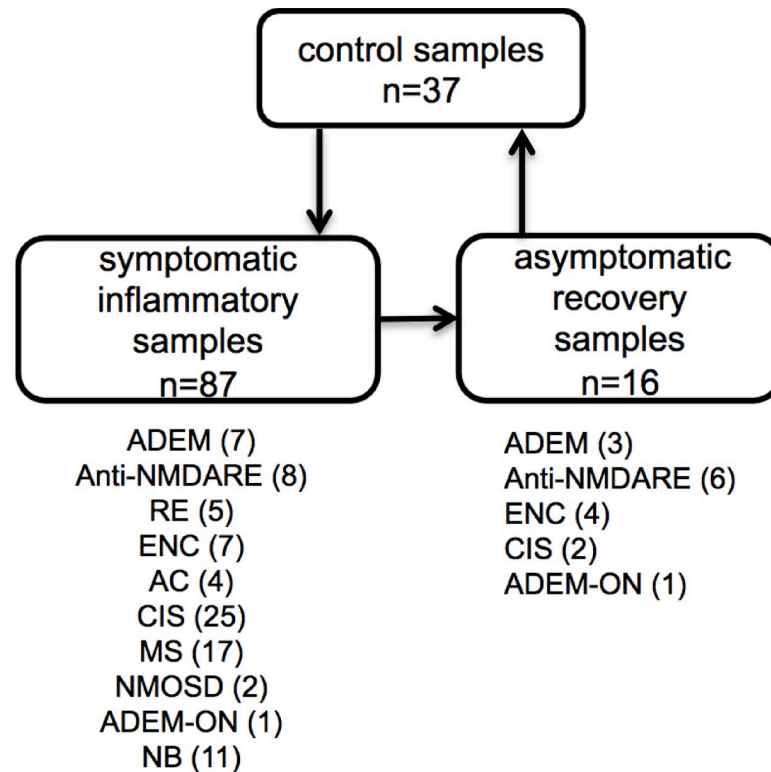 control samples
n=37
symptomatic
inflammatory
samples
n=87
asymptomatic
recovery
samples
n=16
ADEM (7)
Anti-NMDARE (8)
RE (5)
ENC (7)
AC (4)
CIS (25)
MS (17)
NMOSD (2)
ADEM-ON (1)
NB (11)
ADEM (3)
Anti-NMDARE (6)
ENC (4)
CIS (2)
ADEM-ON (1)